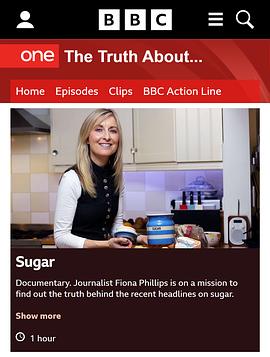 BBC
one The Truth About...
Home Episodes Clips BBC Action Line
SUGAR
Sugar
Documentary. Journalist Fiona Phillips is on a mission to
find out the truth behind the recent headlines on sugar.
Show more
1 hour